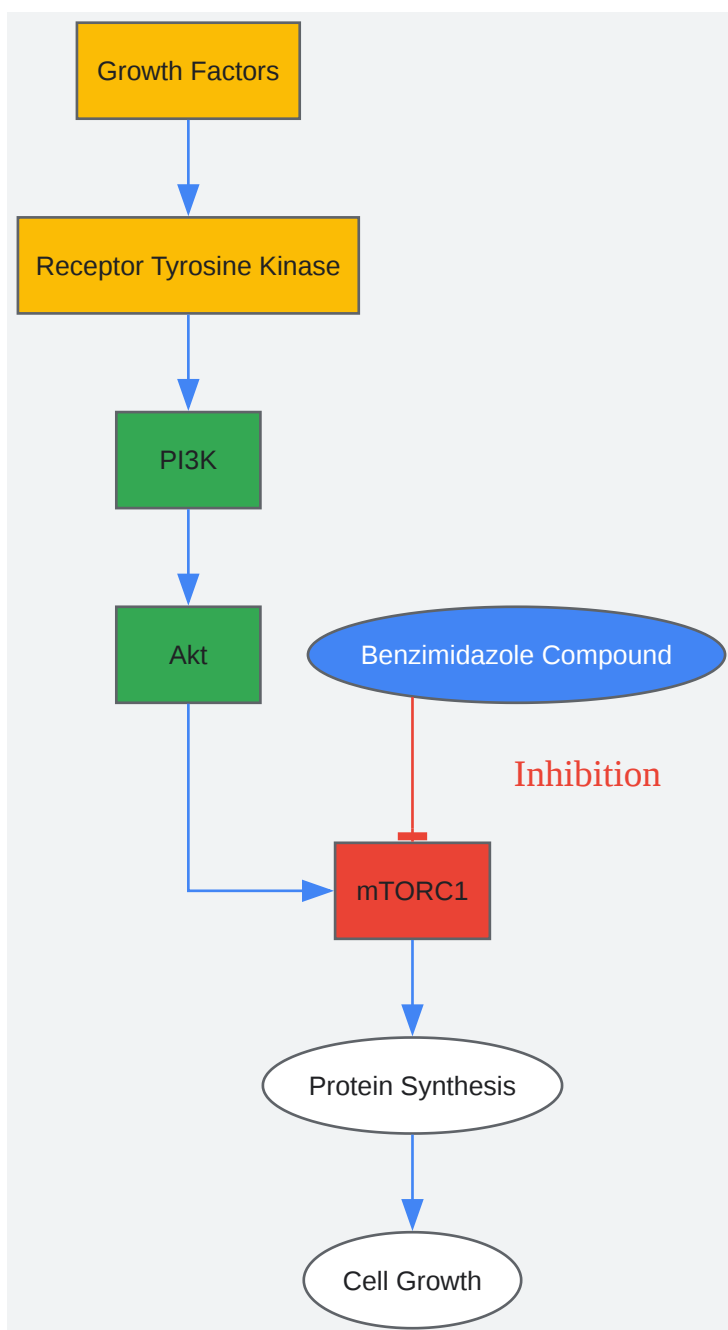 Growth Factors
Receptor Tyrosine Kinase
PI3K
Akt
Benzimidazole Compound
Inhibition
mTORC1
Protein Synthesis
Cell Growth